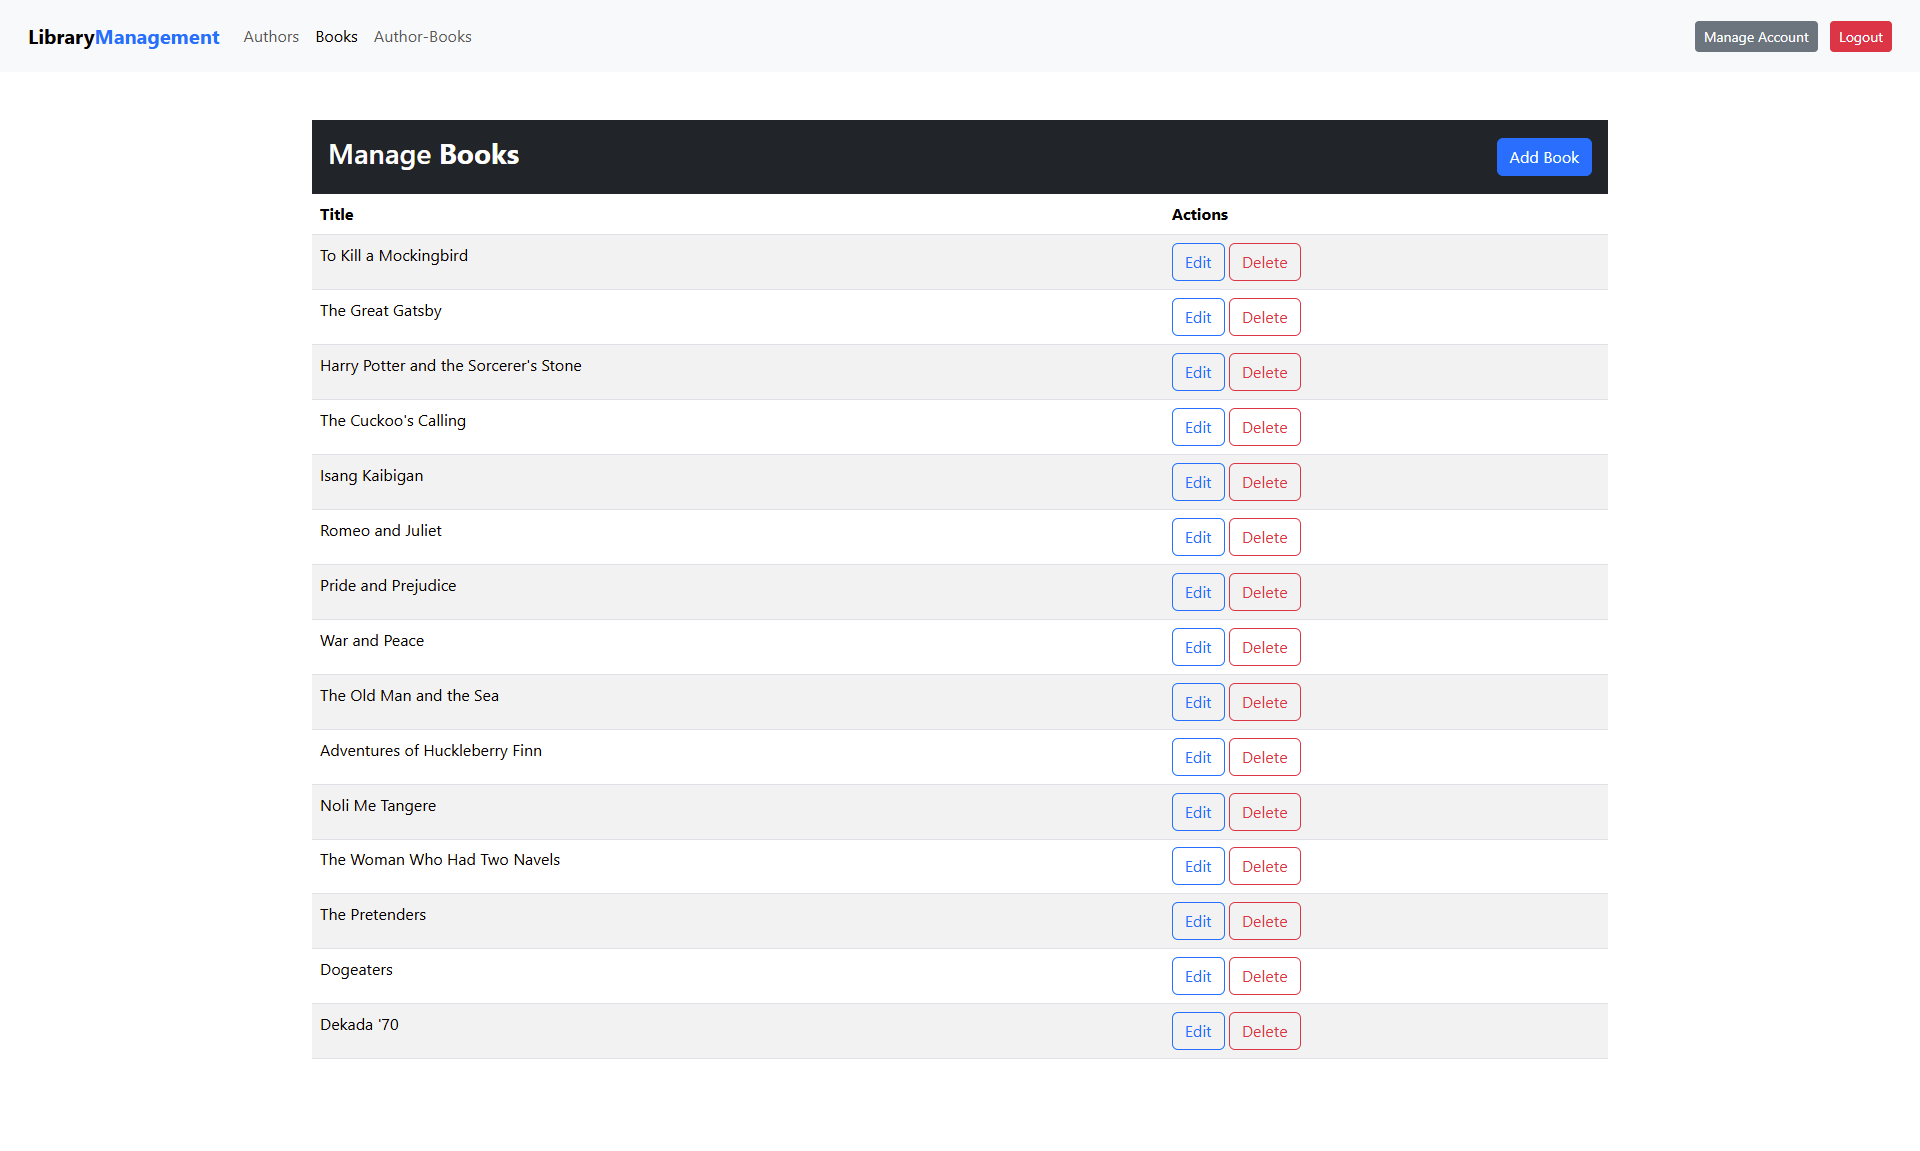 LibraryManagement Authors Books Author-Books Manage Account Logout
Manage Books Add Book
Title Actions
To Kill a Mockingbird Edit Delete
The Great Gatsby Edit Delete
Harry Potter and the Sorcerer's Stone Edit Delete
The Cuckoo's Calling Edit Delete
Isang Kaibigan Edit Delete
Romeo and Juliet Edit Delete
Pride and Prejudice Edit Delete
War and Peace Edit Delete
The Old Man and the Sea Edit Delete
Adventures of Huckleberry Finn Edit Delete
Noli Me Tangere Edit Delete
The Woman Who Had Two Navels Edit Delete
The Pretenders Edit Delete
Dogeaters Edit Delete
Dekada '70 Edit Delete